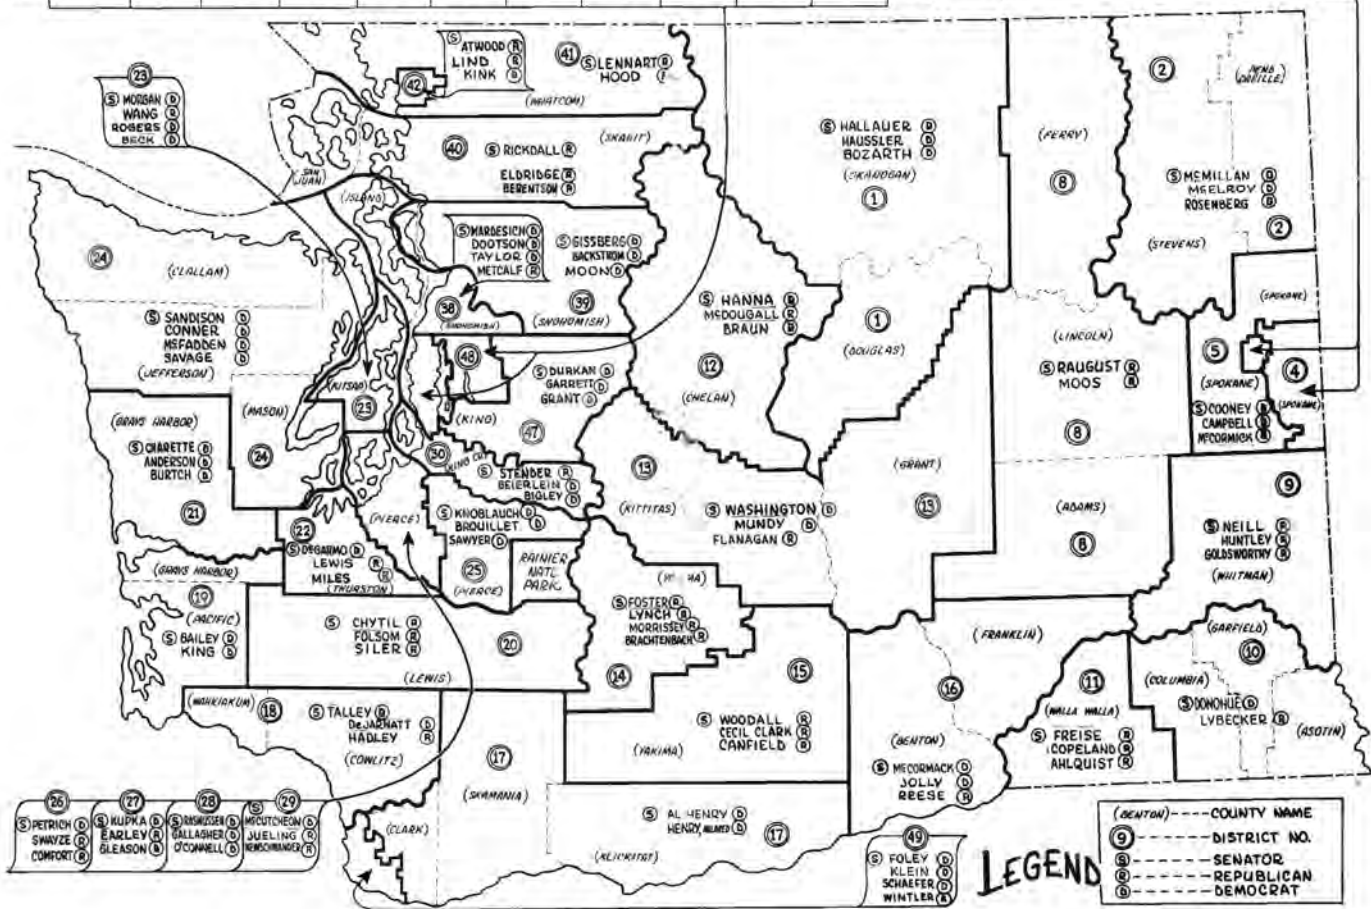 23
Ⓢ MORGAN Ⓓ
WANG Ⓡ
ROGERS Ⓓ
BECK Ⓓ
Ⓢ
ATWOOD Ⓡ
LIND Ⓡ
KINK Ⓓ
42
41
Ⓢ LENNART Ⓡ
HOOD
(WHATCOM)
40
(SKAGIT)
Ⓢ RICKDALL Ⓡ
ELDRIDGE Ⓡ
BERENTSON Ⓡ
(SAN JUAN)
(ISLAND)
Ⓢ HALLAUER Ⓓ
HAUSSLER Ⓓ
BOZARTH Ⓓ
(OKANOGAN)
1
(FERRY)
8
2
(PEND OREILLE)
Ⓢ McMILLAN Ⓓ
McELROY Ⓓ
ROSENBERG Ⓓ
2
(STEVENS)
24
(CLALLAM)
Ⓢ SANDISON Ⓓ
CONNER Ⓓ
McFADDEN Ⓓ
SAVAGE Ⓓ
(JEFFERSON)
Ⓢ MARDESICH Ⓓ
DOOTSON Ⓓ
TAYLOR Ⓓ
METCALF Ⓡ
38
(SNOHOMISH)
Ⓢ GISSBERG Ⓓ
BACKSTROM Ⓓ
MOON Ⓓ
39
(SNOHOMISH)
Ⓢ HANNA Ⓓ
McDOUGALL Ⓡ
BRAUN
12
(CHELAN)
1
(DOUGLAS)
(LINCOLN)
Ⓢ RAUGUST Ⓡ
MOOS Ⓡ
8
(SPOKANE)
5
(SPOKANE)
Ⓢ COONEY Ⓓ
CAMPBELL Ⓓ
McCORMICK
4
(SPOKANE)
(KITSAP)
23
48
(KING)
Ⓢ DURKAN Ⓓ
GARRETT Ⓓ
GRANT Ⓓ
47
30
(KING CO.)
Ⓢ STENDER Ⓡ
BEIERLEIN Ⓓ
BIGLEY Ⓓ
(GRAYS HARBOR)
Ⓢ CHARETTE Ⓓ
ANDERSON Ⓓ
BURTCH Ⓓ
21
(MASON)
24
13
(KITTITAS)
Ⓢ WASHINGTON Ⓓ
MUNDY Ⓓ
FLANAGAN Ⓡ
(GRANT)
13
(ADAMS)
8
9
Ⓢ NEILL Ⓡ
HUNTLEY Ⓡ
GOLDSWORTHY Ⓡ
(WHITMAN)
22
Ⓢ DeGARMO Ⓓ
LEWIS Ⓡ
MILES Ⓡ
(THURSTON)
(PIERCE)
Ⓢ KNOBLAUCH Ⓓ
BROUILLET Ⓓ
SAWYER Ⓓ
25
(PIERCE)
RAINIER
NATL
PARK
(GRAYS HARBOR)
19
(PACIFIC)
Ⓢ BAILEY Ⓓ
KING Ⓓ
Ⓢ CHYTIL Ⓡ
FOLSOM Ⓡ
SILER Ⓡ
20
(LEWIS)
Ⓢ FOSTER Ⓡ
LYNCH Ⓡ
MORRISSEY Ⓡ
BRACHTENBACH Ⓡ
14
15
Ⓢ WOODALL Ⓡ
CECIL CLARK Ⓡ
CANFIELD Ⓡ
(YAKIMA)
(FRANKLIN)
16
(BENTON)
Ⓢ McCORMACK Ⓓ
JOLLY Ⓓ
REESE Ⓡ
11
(WALLA WALLA)
Ⓢ FREISE Ⓡ
COPELAND Ⓡ
AHLQUIST Ⓡ
(GARFIELD)
10
(COLUMBIA)
Ⓢ DONOHUE Ⓓ
LYBECKER Ⓡ
(ASOTIN)
(WAHKIAKUM)
18
Ⓢ TALLEY Ⓓ
DeJARNATT Ⓓ
HADLEY Ⓡ
(COWLITZ)
17
(SKAMANIA)
(CLARK)
Ⓢ AL HENRY Ⓓ
HENRY, Ⓓ
17
(KLICKITAT)
26
Ⓢ PETRICH Ⓓ
SWAYZE Ⓡ
COMFORT Ⓡ
27
Ⓢ KUPKA Ⓓ
EARLEY Ⓡ
GLEASON
28
Ⓢ RASMUSSEN Ⓓ
GALLAGHER Ⓓ
O'CONNELL Ⓓ
29
Ⓢ McCUTCHEON Ⓓ
JUELING Ⓡ
NEWSCHWANDER Ⓡ
49
Ⓢ FOLEY Ⓓ
KLEIN Ⓓ
SCHAEFER Ⓓ
WINTLER Ⓡ
LEGEND
(BENTON) ---- COUNTY NAME
9 ------- DISTRICT NO.
Ⓢ ------- SENATOR
Ⓡ ------- REPUBLICAN
Ⓓ ------- DEMOCRAT